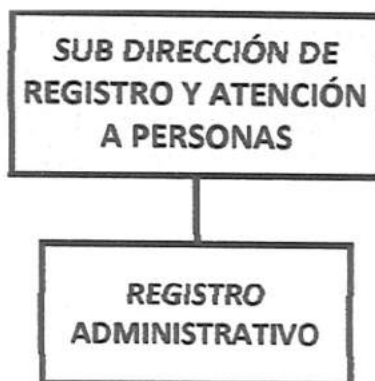 SUB DIRECCIÓN DE
REGISTRO Y ATENCIÓN
A PERSONAS
REGISTRO
ADMINISTRATIVO